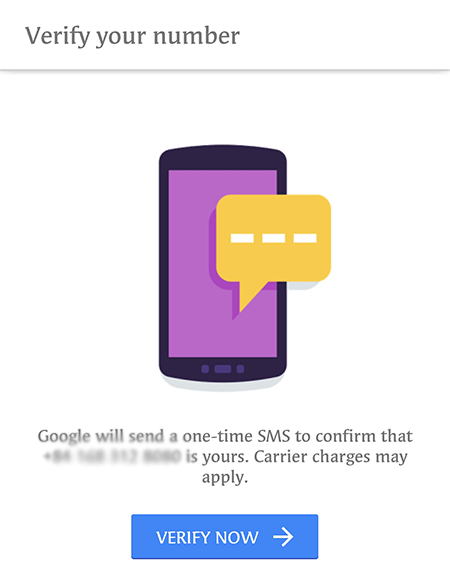 Verify your number
Google will send a one-time SMS to confirm that
is yours. Carrier charges may
apply.
VERIFY NOW